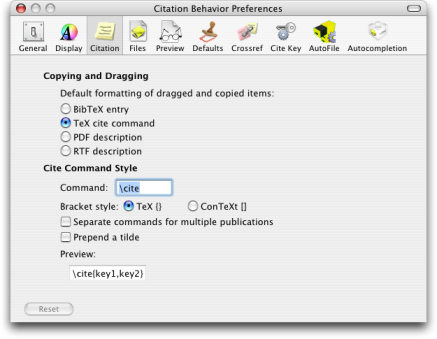 Citation Behavior Preferences
General Display Citation Files Preview Defaults Crossref Cite Key AutoFile Autocompletion
Copying and Dragging
Default formatting of dragged and copied items:
BibTeX entry
TeX cite command
PDF description
RTF description
Cite Command Style
Command: \cite
Bracket style: TeX {} ConTeXt []
Separate commands for multiple publications
Prepend a tilde
Preview:
\cite{key1,key2}
Reset